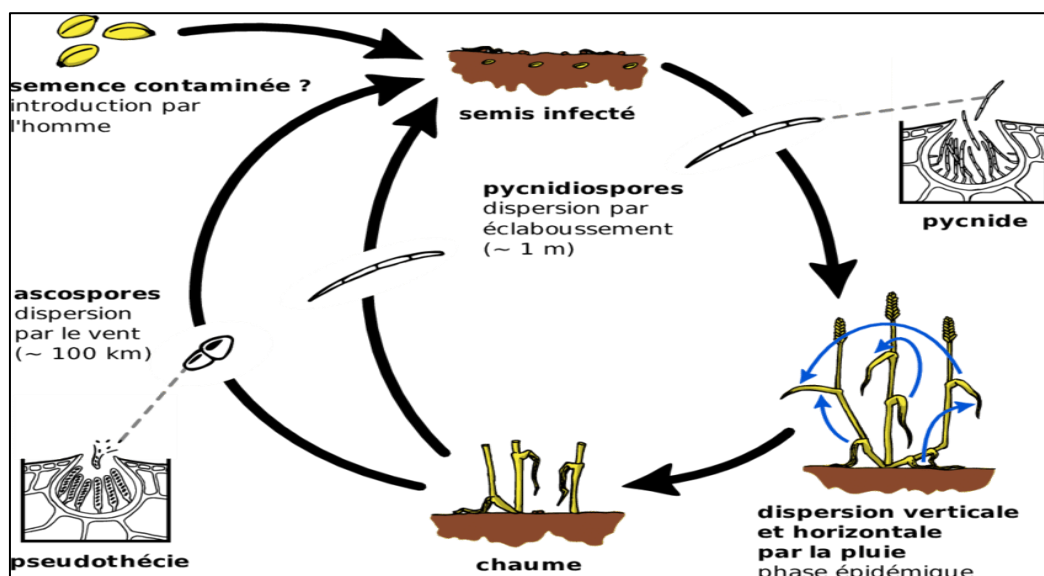 semence contaminée ?
introduction par
l'homme
semis infecté
pycnidiospores
dispersion par
éclaboussement
(~ 1 m)
pycnide
ascospores
dispersion
par le vent
(~ 100 km)
pseudothécie
chaume
dispersion verticale
et horizontale
par la pluie
phase épidémique